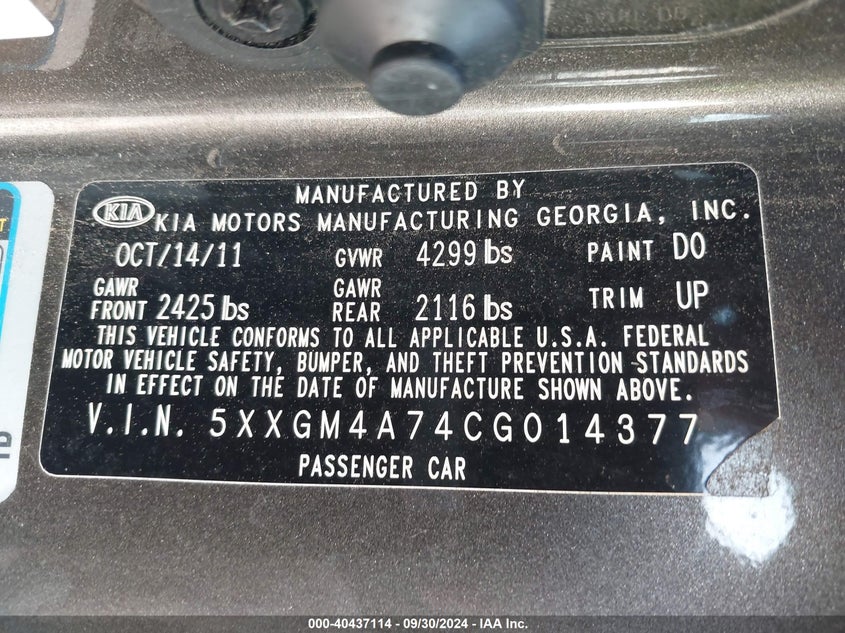 MANUFACTURED BY
KIA KIA MOTORS MANUFACTURING GEORGIA, INC.
OCT/14/11 GVWR 4299 lbs PAINT D0
GAWR FRONT 2425 lbs GAWR REAR 2116 lbs TRIM UP
THIS VEHICLE CONFORMS TO ALL APPLICABLE U.S.A. FEDERAL
MOTOR VEHICLE SAFETY, BUMPER, AND THEFT PREVENTION STANDARDS
IN EFFECT ON THE DATE OF MANUFACTURE SHOWN ABOVE.
V.I.N. 5XXGM4A74CG014377
PASSENGER CAR
000-40437114 - 09/30/2024 - IAA Inc.